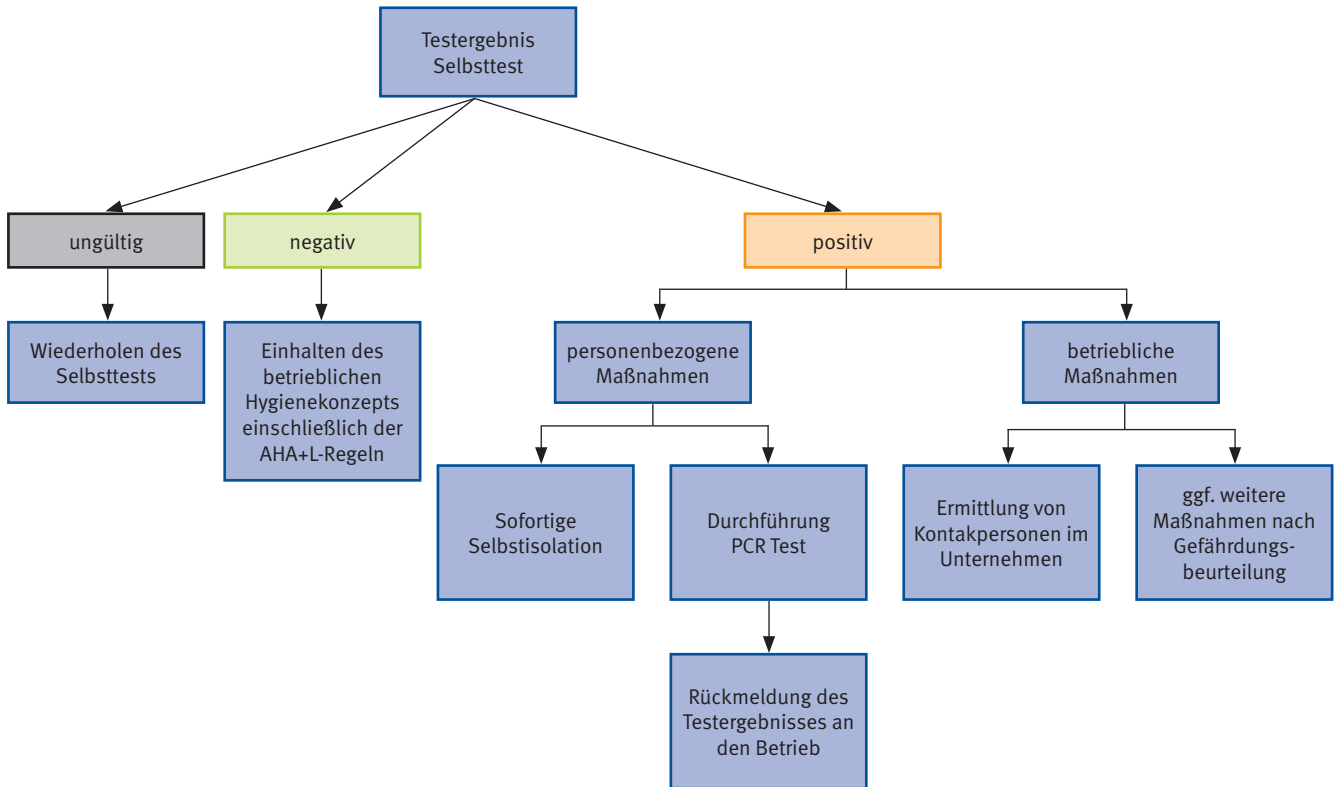 Testergebnis
Selbsttest
ungültig
negativ
positiv
Wiederholen des
Selbsttests
Einhalten des
betrieblichen
Hygienekonzepts
einschließlich der
AHA+L-Regeln
personenbezogene
Maßnahmen
betriebliche
Maßnahmen
Sofortige
Selbstisolation
Durchführung
PCR Test
Ermittlung von
Kontakpersonen im
Unternehmen
ggf. weitere
Maßnahmen nach
Gefährdungs-
beurteilung
Rückmeldung des
Testergebnisses an
den Betrieb